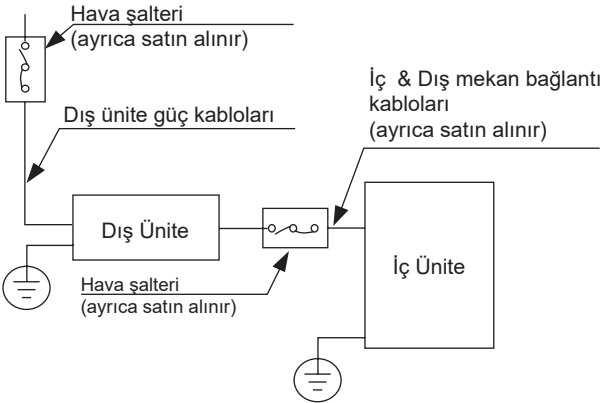 Hava şalteri
(ayrıca satın alınır)
İç & Dış mekan bağlantı
kabloları
(ayrıca satın alınır)
Dış ünite güç kabloları
Dış Ünite
İç Ünite
Hava şalteri
(ayrıca satın alınır)